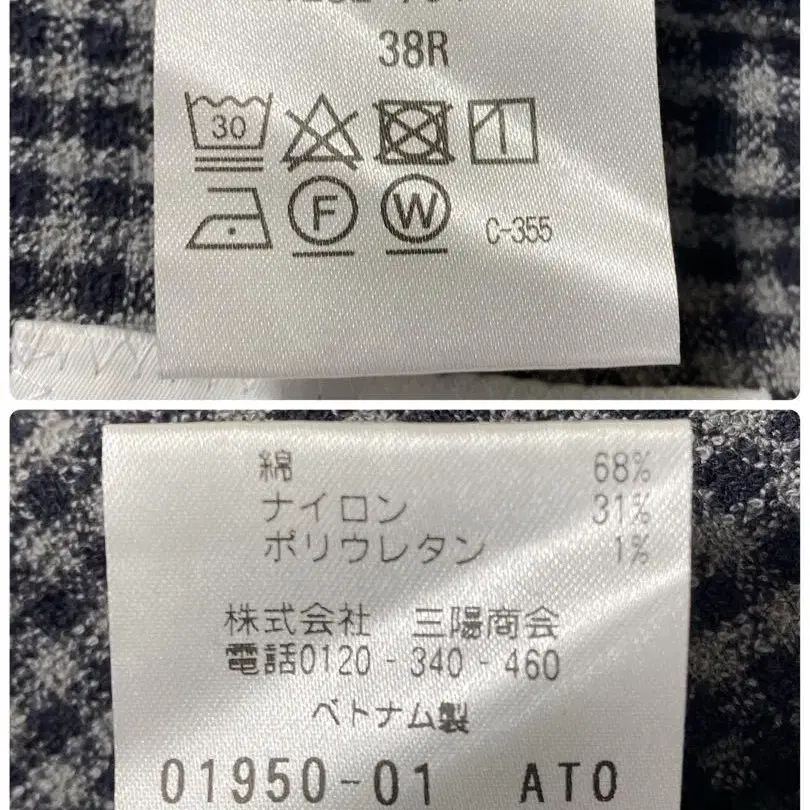 38R
30
F
W
C-355
綿 68%
ナイロン 31%
ポリウレタン 1%
株式会社 三陽商会
電話0120-340-460
ベトナム製
01950-01 ATO